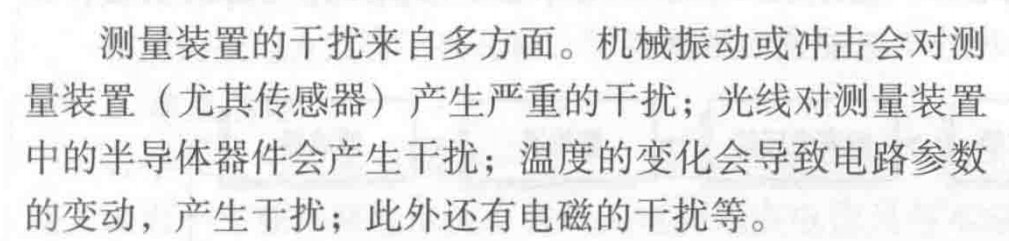 测量装置的干扰来自多方面。机械振动或冲击会对测
量装置（尤其传感器）产生严重的干扰；光线对测量装置
中的半导体器件会产生干扰；温度的变化会导致电路参数
的变动，产生干扰；此外还有电磁的干扰等。